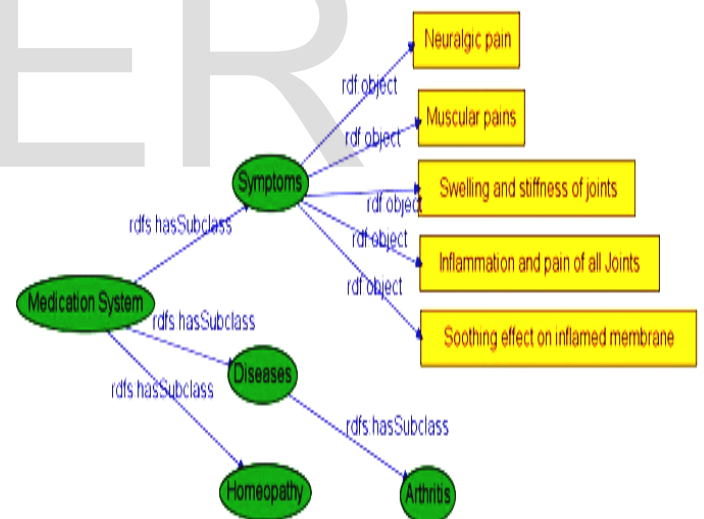 ER
Neuralgic pain
rdf:object
Muscular pains
rdf:object
Symptoms
Swelling and stiffness of joints
rdf:object
rdfs:hasSubclass
rdf:object
Inflammation and pain of all Joints
rdf:object
Medication System
rdfs:hasSubclass
Soothing effect on inflamed membrane
Diseases
rdfs:hasSubclass
rdfs:hasSubclass
Homeopathy
Arthritis